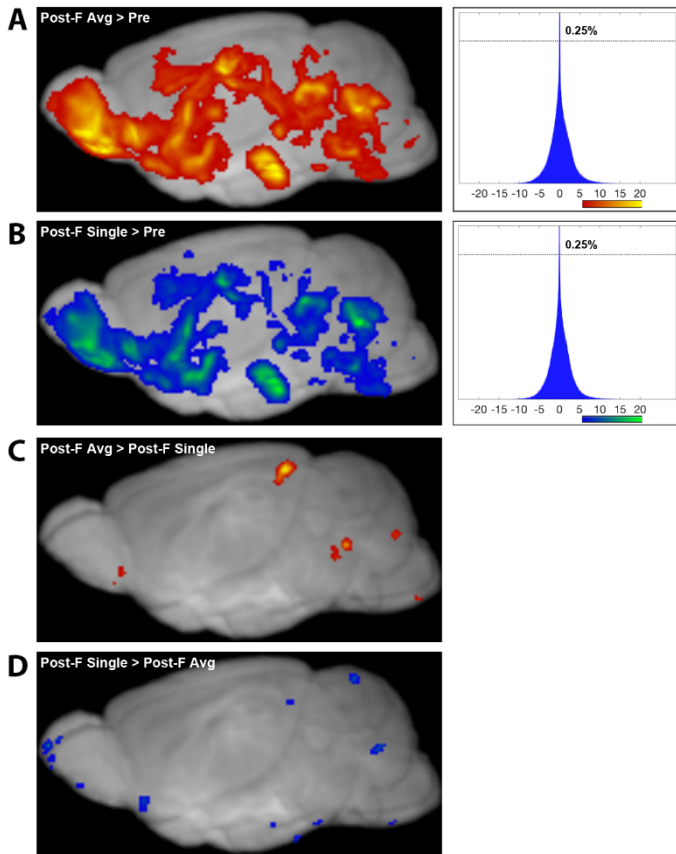 A
Post-F Avg > Pre
0.25%
-20 -15 -10 -5 0 5 10 15 20
B
Post-F Single > Pre
0.25%
-20 -15 -10 -5 0 5 10 15 20
C
Post-F Avg > Post-F Single
D
Post-F Single > Post-F Avg